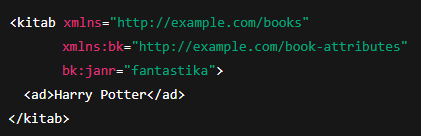 <kitab xmlns="http://example.com/books"
xmlns:bk="http://example.com/book-attributes"
bk:janr="fantastika">
<ad>Harry Potter</ad>
</kitab>